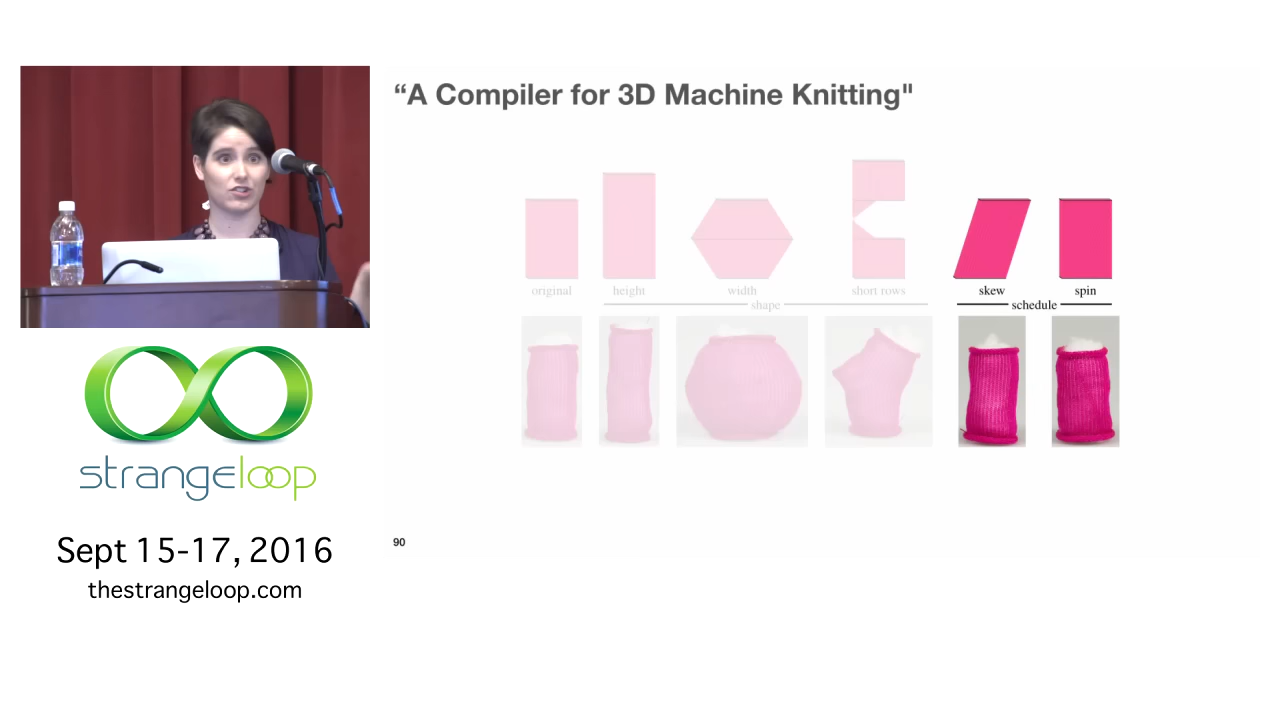 “A Compiler for 3D Machine Knitting"
original
height
width
short rows
skew
spin
shape
schedule
strangeloop
Sept 15-17, 2016
thestrangeloop.com
90